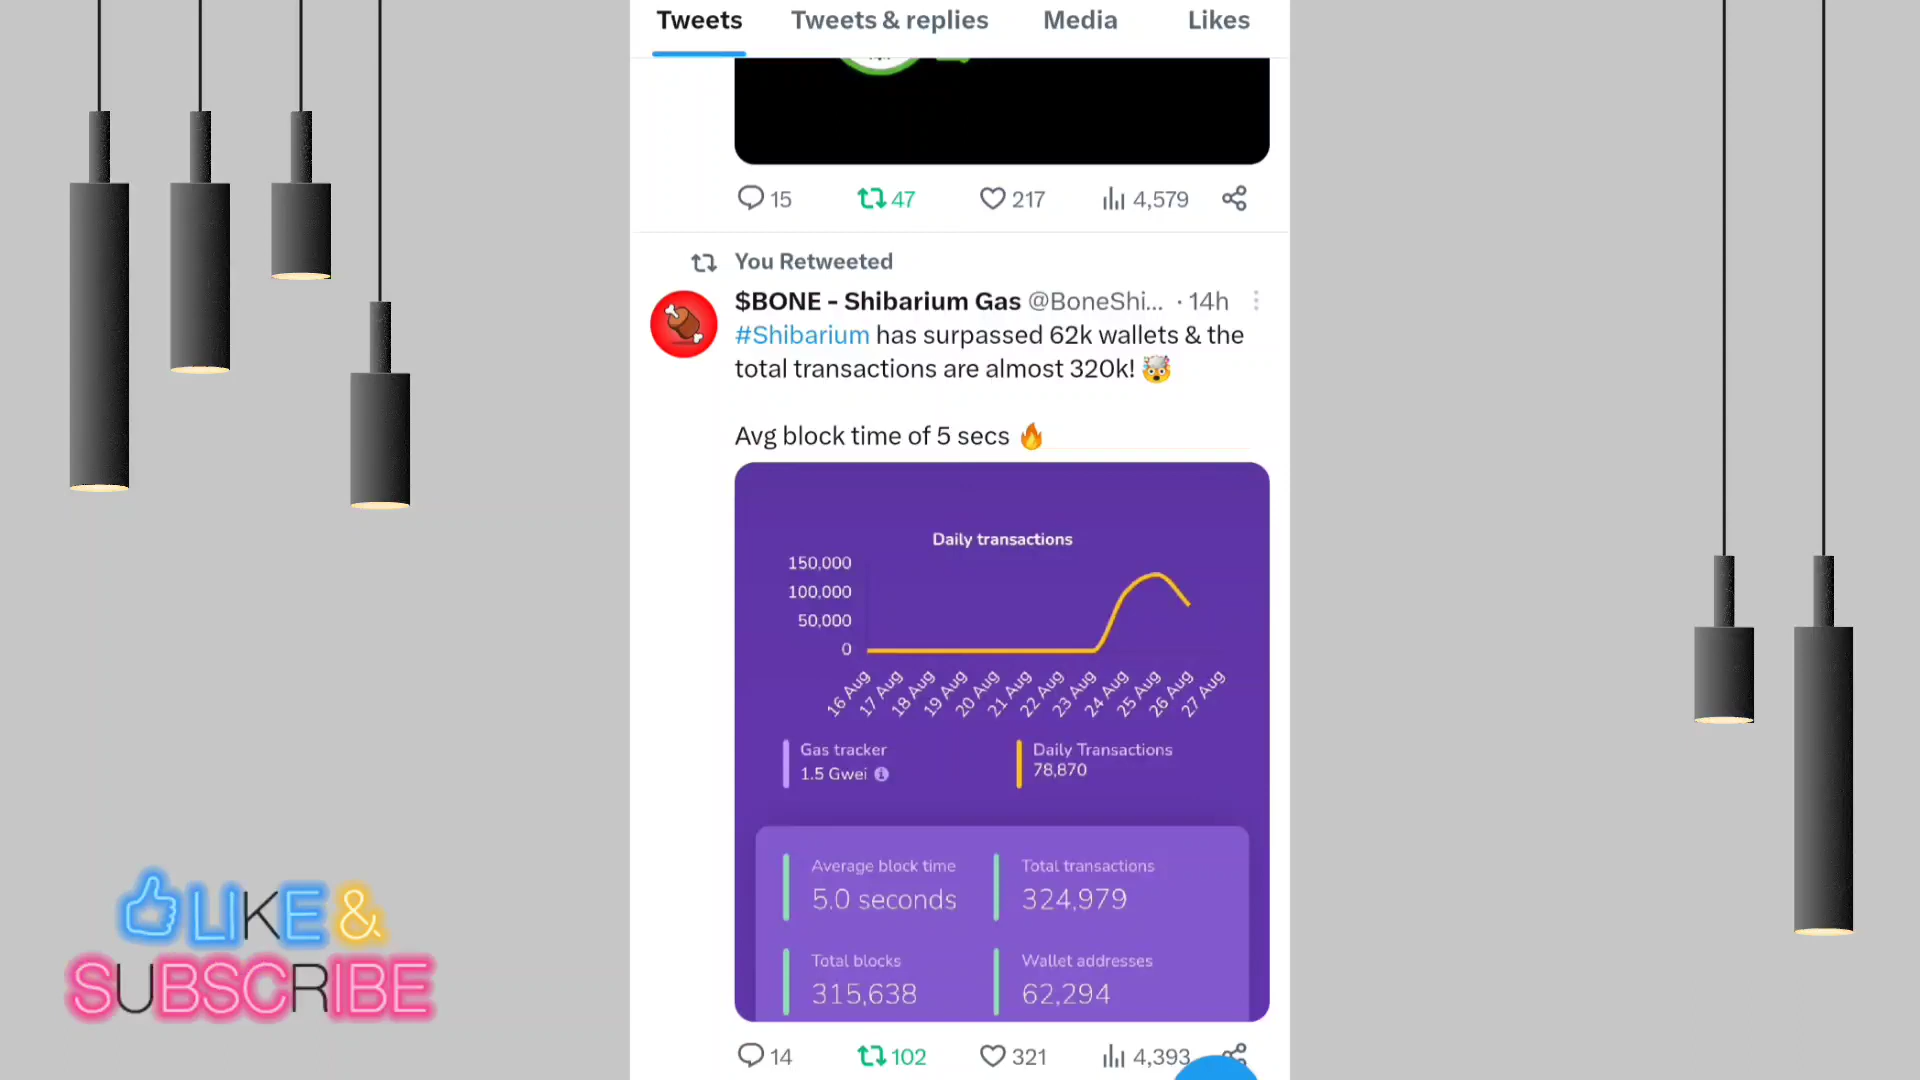 Tweets Tweets & replies Media Likes
15 47 217 4,579
You Retweeted
$BONE - Shibarium Gas @BoneShi... · 14h
#Shibarium has surpassed 62k wallets & the
total transactions are almost 320k! 🤯
Avg block time of 5 secs 🔥
Daily transactions
150,000
100,000
50,000
0
16 Aug 17 Aug 18 Aug 19 Aug 20 Aug 21 Aug 22 Aug 23 Aug 24 Aug 25 Aug 26 Aug 27 Aug
Gas tracker
1.5 Gwei
Daily Transactions
78,870
Average block time
5.0 seconds
Total transactions
324,979
Total blocks
315,638
Wallet addresses
62,294
14 102 321 4,393
LIKE &
SUBSCRIBE